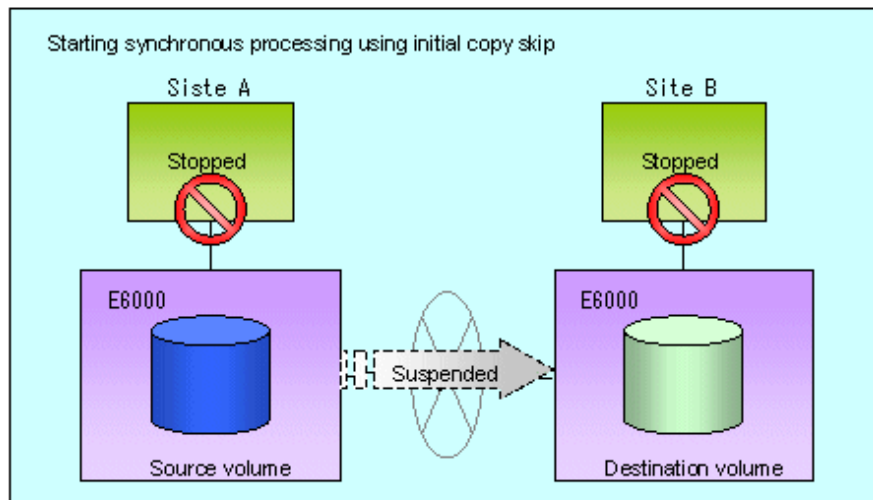 Starting synchronous processing using initial copy skip
Siste A
Site B
Stopped
Stopped
E6000
E6000
Suspended
Source volume
Destination volume